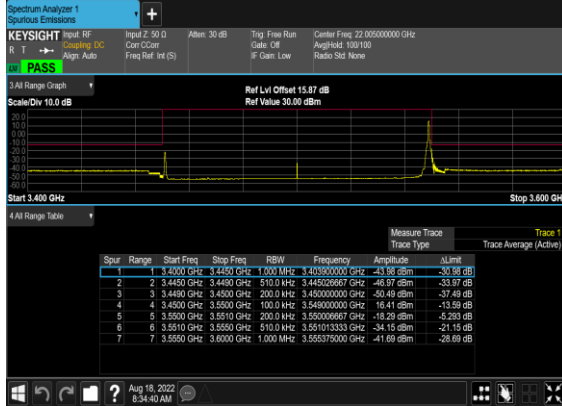 Spectrum Analyzer 1
Spurious Emissions
+
KEYSIGHT Input: RF Input Z: 50 Ω Atten: 30 dB Trig: Free Run Center Freq: 22.005000000 GHz
R T Coupling: DC Corr CCorr Gate: Off Avg|Hold: 100/100
Align: Auto Freq Ref: Int (S) IF Gain: Low Radio Std: None
PASS
3 All Range Graph
Ref Lvl Offset 15.87 dB
Scale/Div 10.0 dB Ref Value 30.00 dBm
20.0
10.0
0.00
-10.0
-20.0
-30.0
-40.0
-50.0
-60.0
Start 3.400 GHz Stop 3.600 GH
4 All Range Table
Measure Trace Trace 1
Trace Type Trace Average (Active)
Spur Range Start Freq Stop Freq RBW Frequency Amplitude ΔLimit
1 1 3.4000 GHz 3.4450 GHz 1.000 MHz 3.403900000 GHz -43.98 dBm -30.98 dB
2 2 3.4450 GHz 3.4490 GHz 510.0 kHz 3.445026667 GHz -46.97 dBm -33.97 dB
3 3 3.4490 GHz 3.4500 GHz 200.0 kHz 3.450000000 GHz -50.49 dBm -37.49 dB
4 4 3.4500 GHz 3.5500 GHz 100.0 kHz 3.549000000 GHz 16.41 dBm -13.59 dB
5 5 3.5500 GHz 3.5510 GHz 200.0 kHz 3.550006667 GHz -18.29 dBm -5.293 dB
6 6 3.5510 GHz 3.5550 GHz 510.0 kHz 3.551013333 GHz -34.15 dBm -21.15 dB
7 7 3.5550 GHz 3.6000 GHz 1.000 MHz 3.555375000 GHz -41.69 dBm -28.69 dB
? Aug 18, 2022
8:34:40 AM